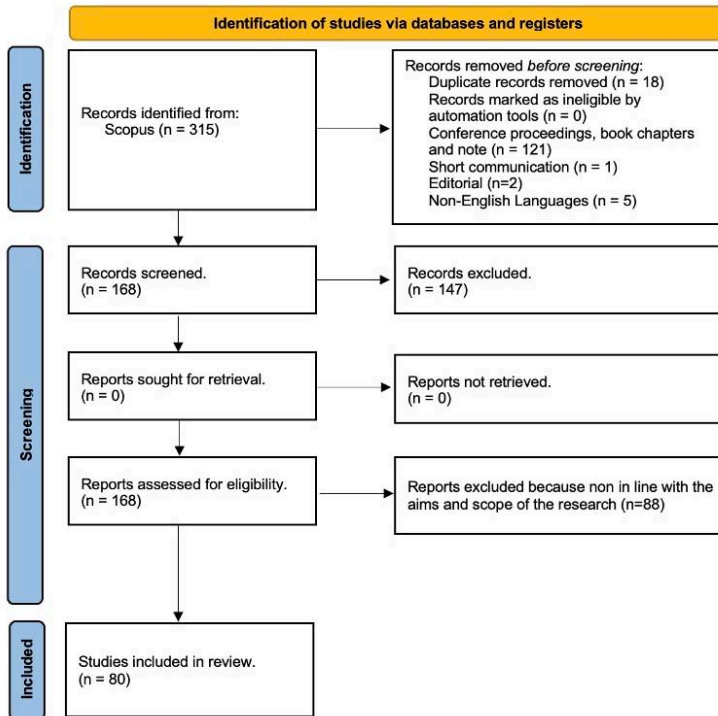 Identification of studies via databases and registers
Identification
Records identified from:
Scopus (n = 315)
Records removed before screening:
Duplicate records removed (n = 18)
Records marked as ineligible by
automation tools (n = 0)
Conference proceedings, book chapters
and note (n = 121)
Short communication (n = 1)
Editorial (n=2)
Non-English Languages (n = 5)
Screening
Records screened.
(n = 168)
Records excluded.
(n = 147)
Reports sought for retrieval.
(n = 0)
Reports not retrieved.
(n = 0)
Reports assessed for eligibility.
(n = 168)
Reports excluded because non in line with the
aims and scope of the research (n=88)
Included
Studies included in review.
(n = 80)